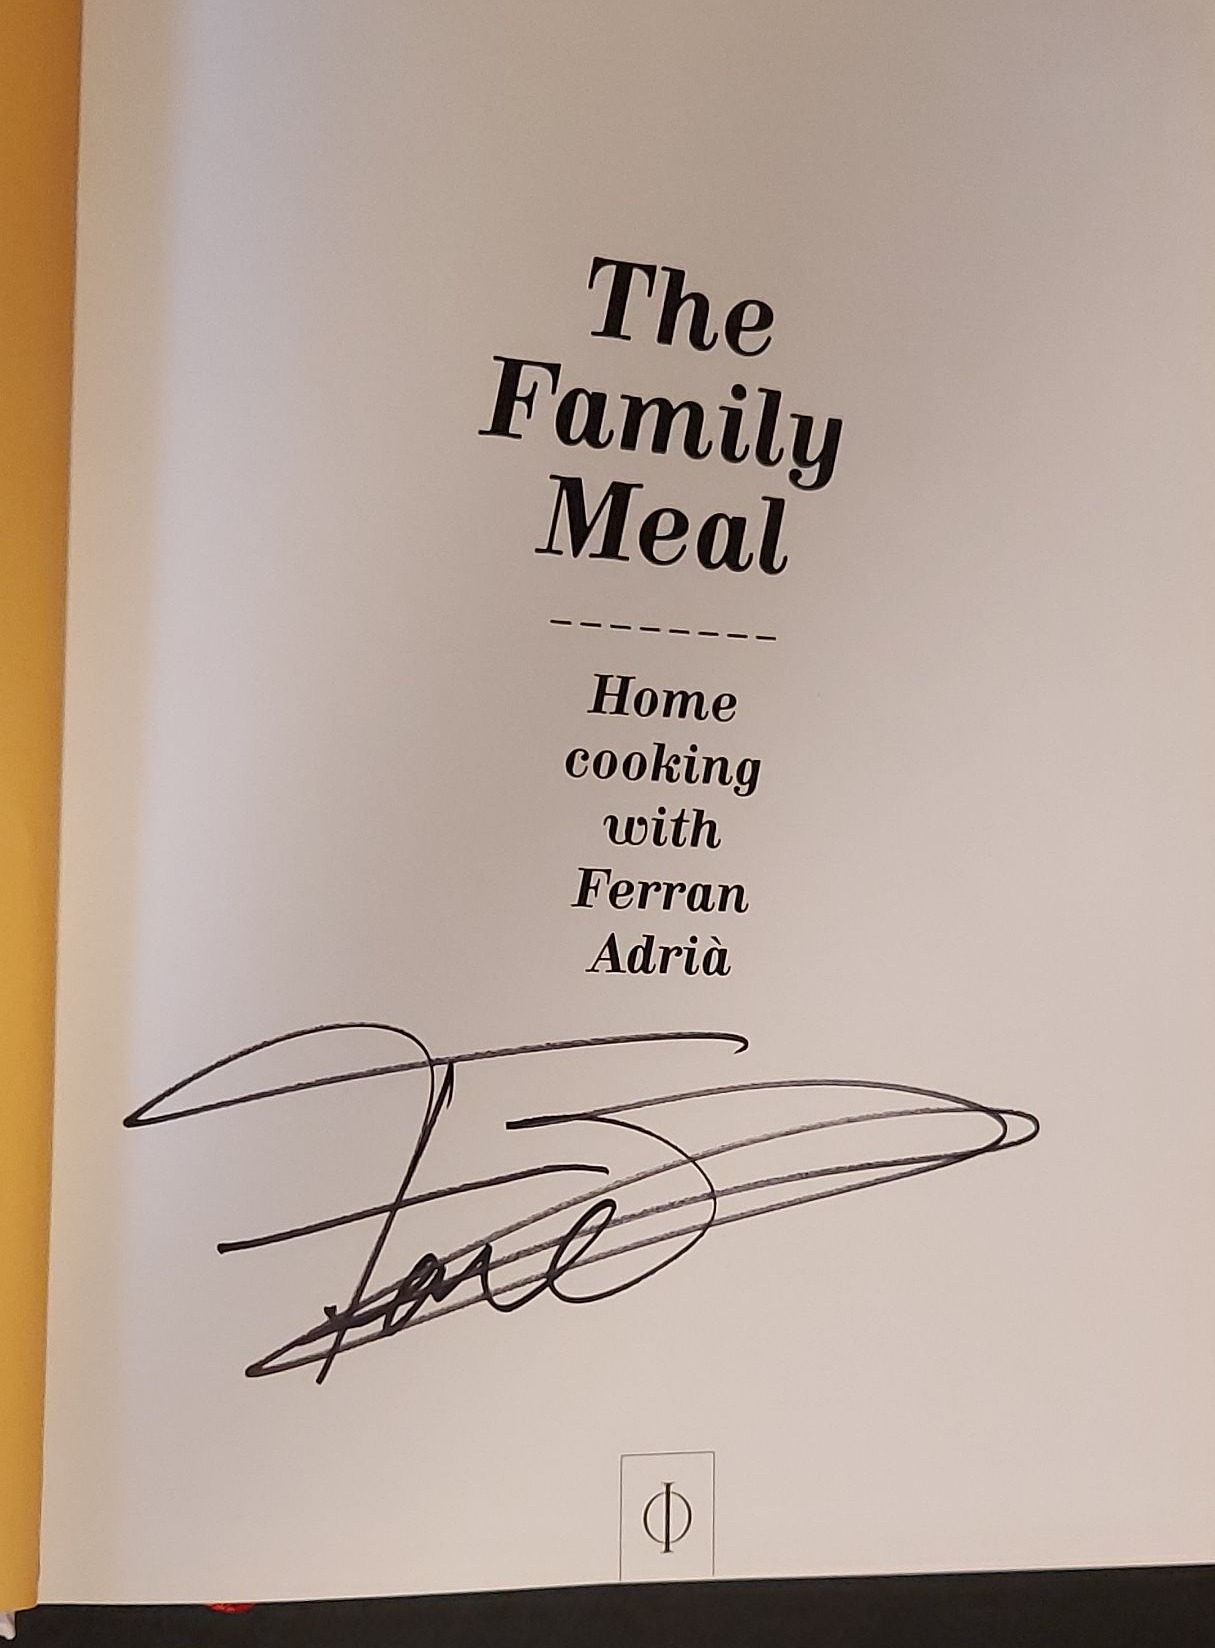 The
Family
Meal
Home
cooking
with
Ferran
Adrià